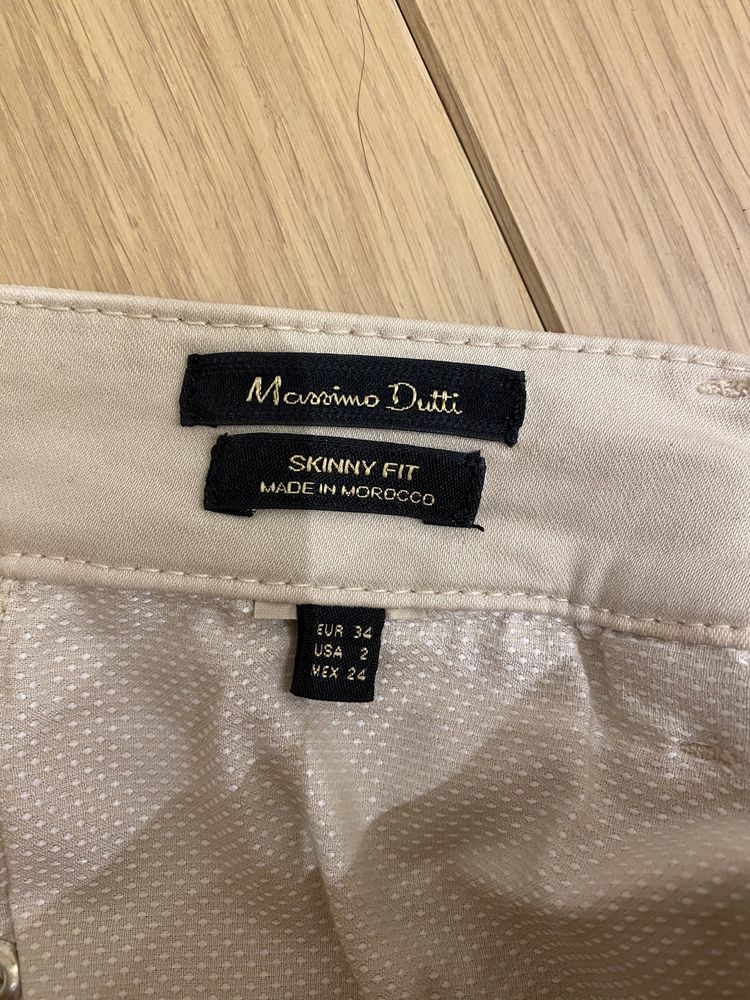 Massimo Dutti
SKINNY FIT
MADE IN MOROCCO
EUR 34
USA 2
MEX 24